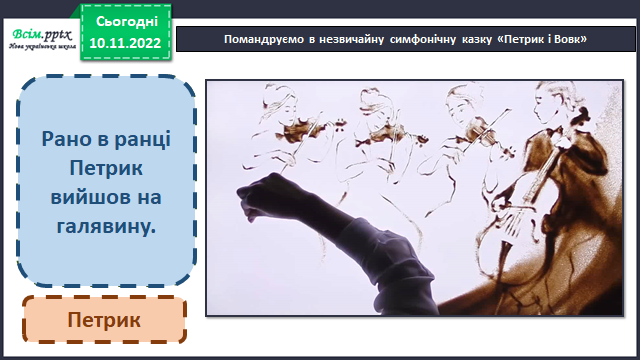 Всім.pptx
Нова українська школа
Сьогодні
10.11.2022
Помандруємо в незвичайну симфонічну казку «Петрик і Вовк»
Рано в ранці
Петрик
вийшов на
галявину.
Петрик